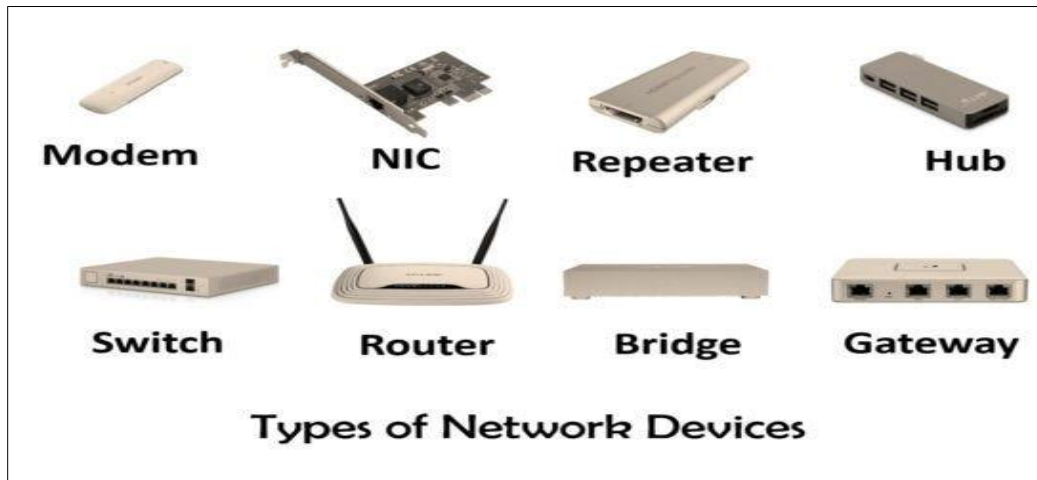 Modem
NIC
Repeater
Hub
Switch
Router
Bridge
Gateway
Types of Network Devices